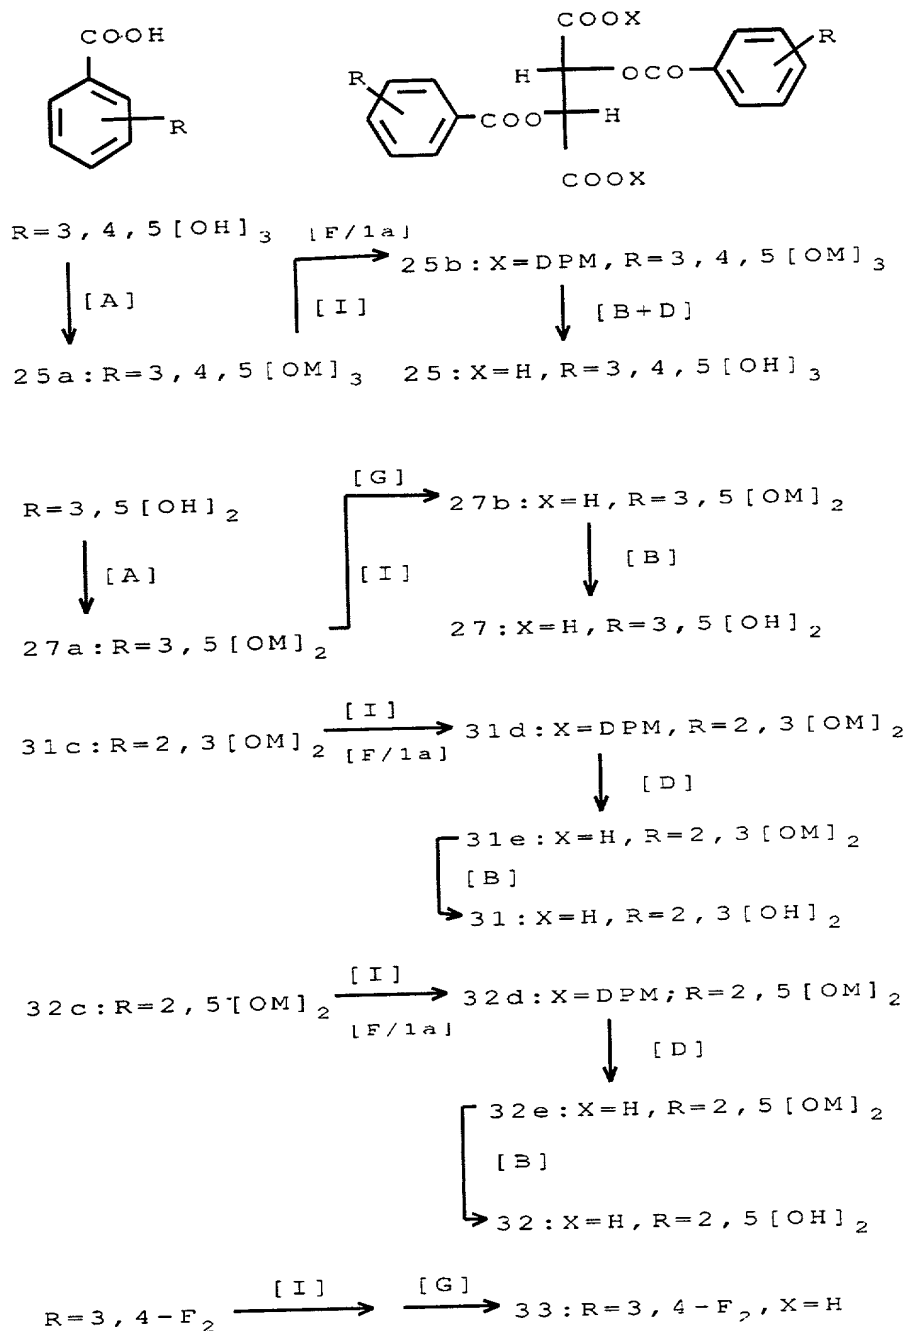 COOH
COOX
R
H
OCO
R
R
COO
H
COOX
R=3,4,5[OH]₃
[F/1a]
25b:X=DPM,R=3,4,5[OM]₃
[A]
[I]
[B+D]
25a:R=3,4,5[OM]₃
25:X=H,R=3,4,5[OH]₃
[G]
R=3,5[OH]₂
27b:X=H,R=3,5[OM]₂
[A]
[I]
[B]
27a:R=3,5[OM]₂
27:X=H,R=3,5[OH]₂
[I]
31c:R=2,3[OM]₂
31d:X=DPM,R=2,3[OM]₂
[F/1a]
[D]
31e:X=H,R=2,3[OM]₂
[B]
31:X=H,R=2,3[OH]₂
[I]
32c:R=2,5[OM]₂
32d:X=DPM;R=2,5[OM]₂
[F/1a]
[D]
32e:X=H,R=2,5[OM]₂
[B]
32:X=H,R=2,5[OH]₂
[I]
[G]
R=3,4-F₂
33:R=3,4-F₂,X=H